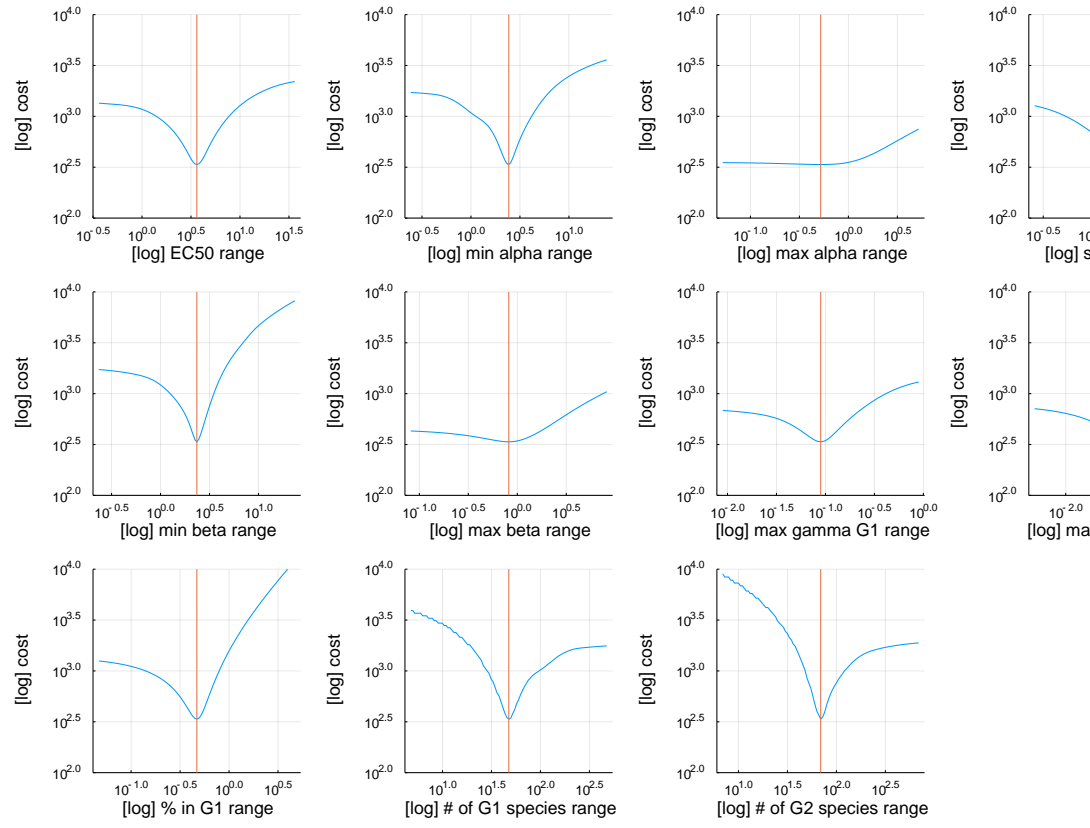 10^4.0 10^4.0 10^4.0 10^4.0
10^3.5 10^3.5 10^3.5 10^3.5
[log] cost [log] cost [log] cost [log] cost
10^3.0 10^3.0 10^3.0 10^3.0
10^2.5 10^2.5 10^2.5 10^2.5
10^2.0 10^2.0 10^2.0 10^2.0
10^-0.5 10^0.0 10^0.5 10^1.0 10^1.5 10^-0.5 10^0.0 10^0.5 10^1.0 10^-1.0 10^-0.5 10^0.0 10^0.5 10^-0.5
[log] EC50 range [log] min alpha range [log] max alpha range [log] s
10^4.0 10^4.0 10^4.0 10^4.0
10^3.5 10^3.5 10^3.5 10^3.5
[log] cost [log] cost [log] cost [log] cost
10^3.0 10^3.0 10^3.0 10^3.0
10^2.5 10^2.5 10^2.5 10^2.5
10^2.0 10^2.0 10^2.0 10^2.0
10^-0.5 10^0.0 10^0.5 10^1.0 10^-1.0 10^-0.5 10^0.0 10^0.5 10^-2.0 10^-1.5 10^-1.0 10^-0.5 10^0.0 10^-2.0
[log] min beta range [log] max beta range [log] max gamma G1 range [log] ma
10^4.0 10^4.0 10^4.0
10^3.5 10^3.5 10^3.5
[log] cost [log] cost [log] cost
10^3.0 10^3.0 10^3.0
10^2.5 10^2.5 10^2.5
10^2.0 10^2.0 10^2.0
10^-1.0 10^-0.5 10^0.0 10^0.5 10^1.0 10^1.5 10^2.0 10^2.5 10^1.0 10^1.5 10^2.0 10^2.5
[log] % in G1 range [log] # of G1 species range [log] # of G2 species range